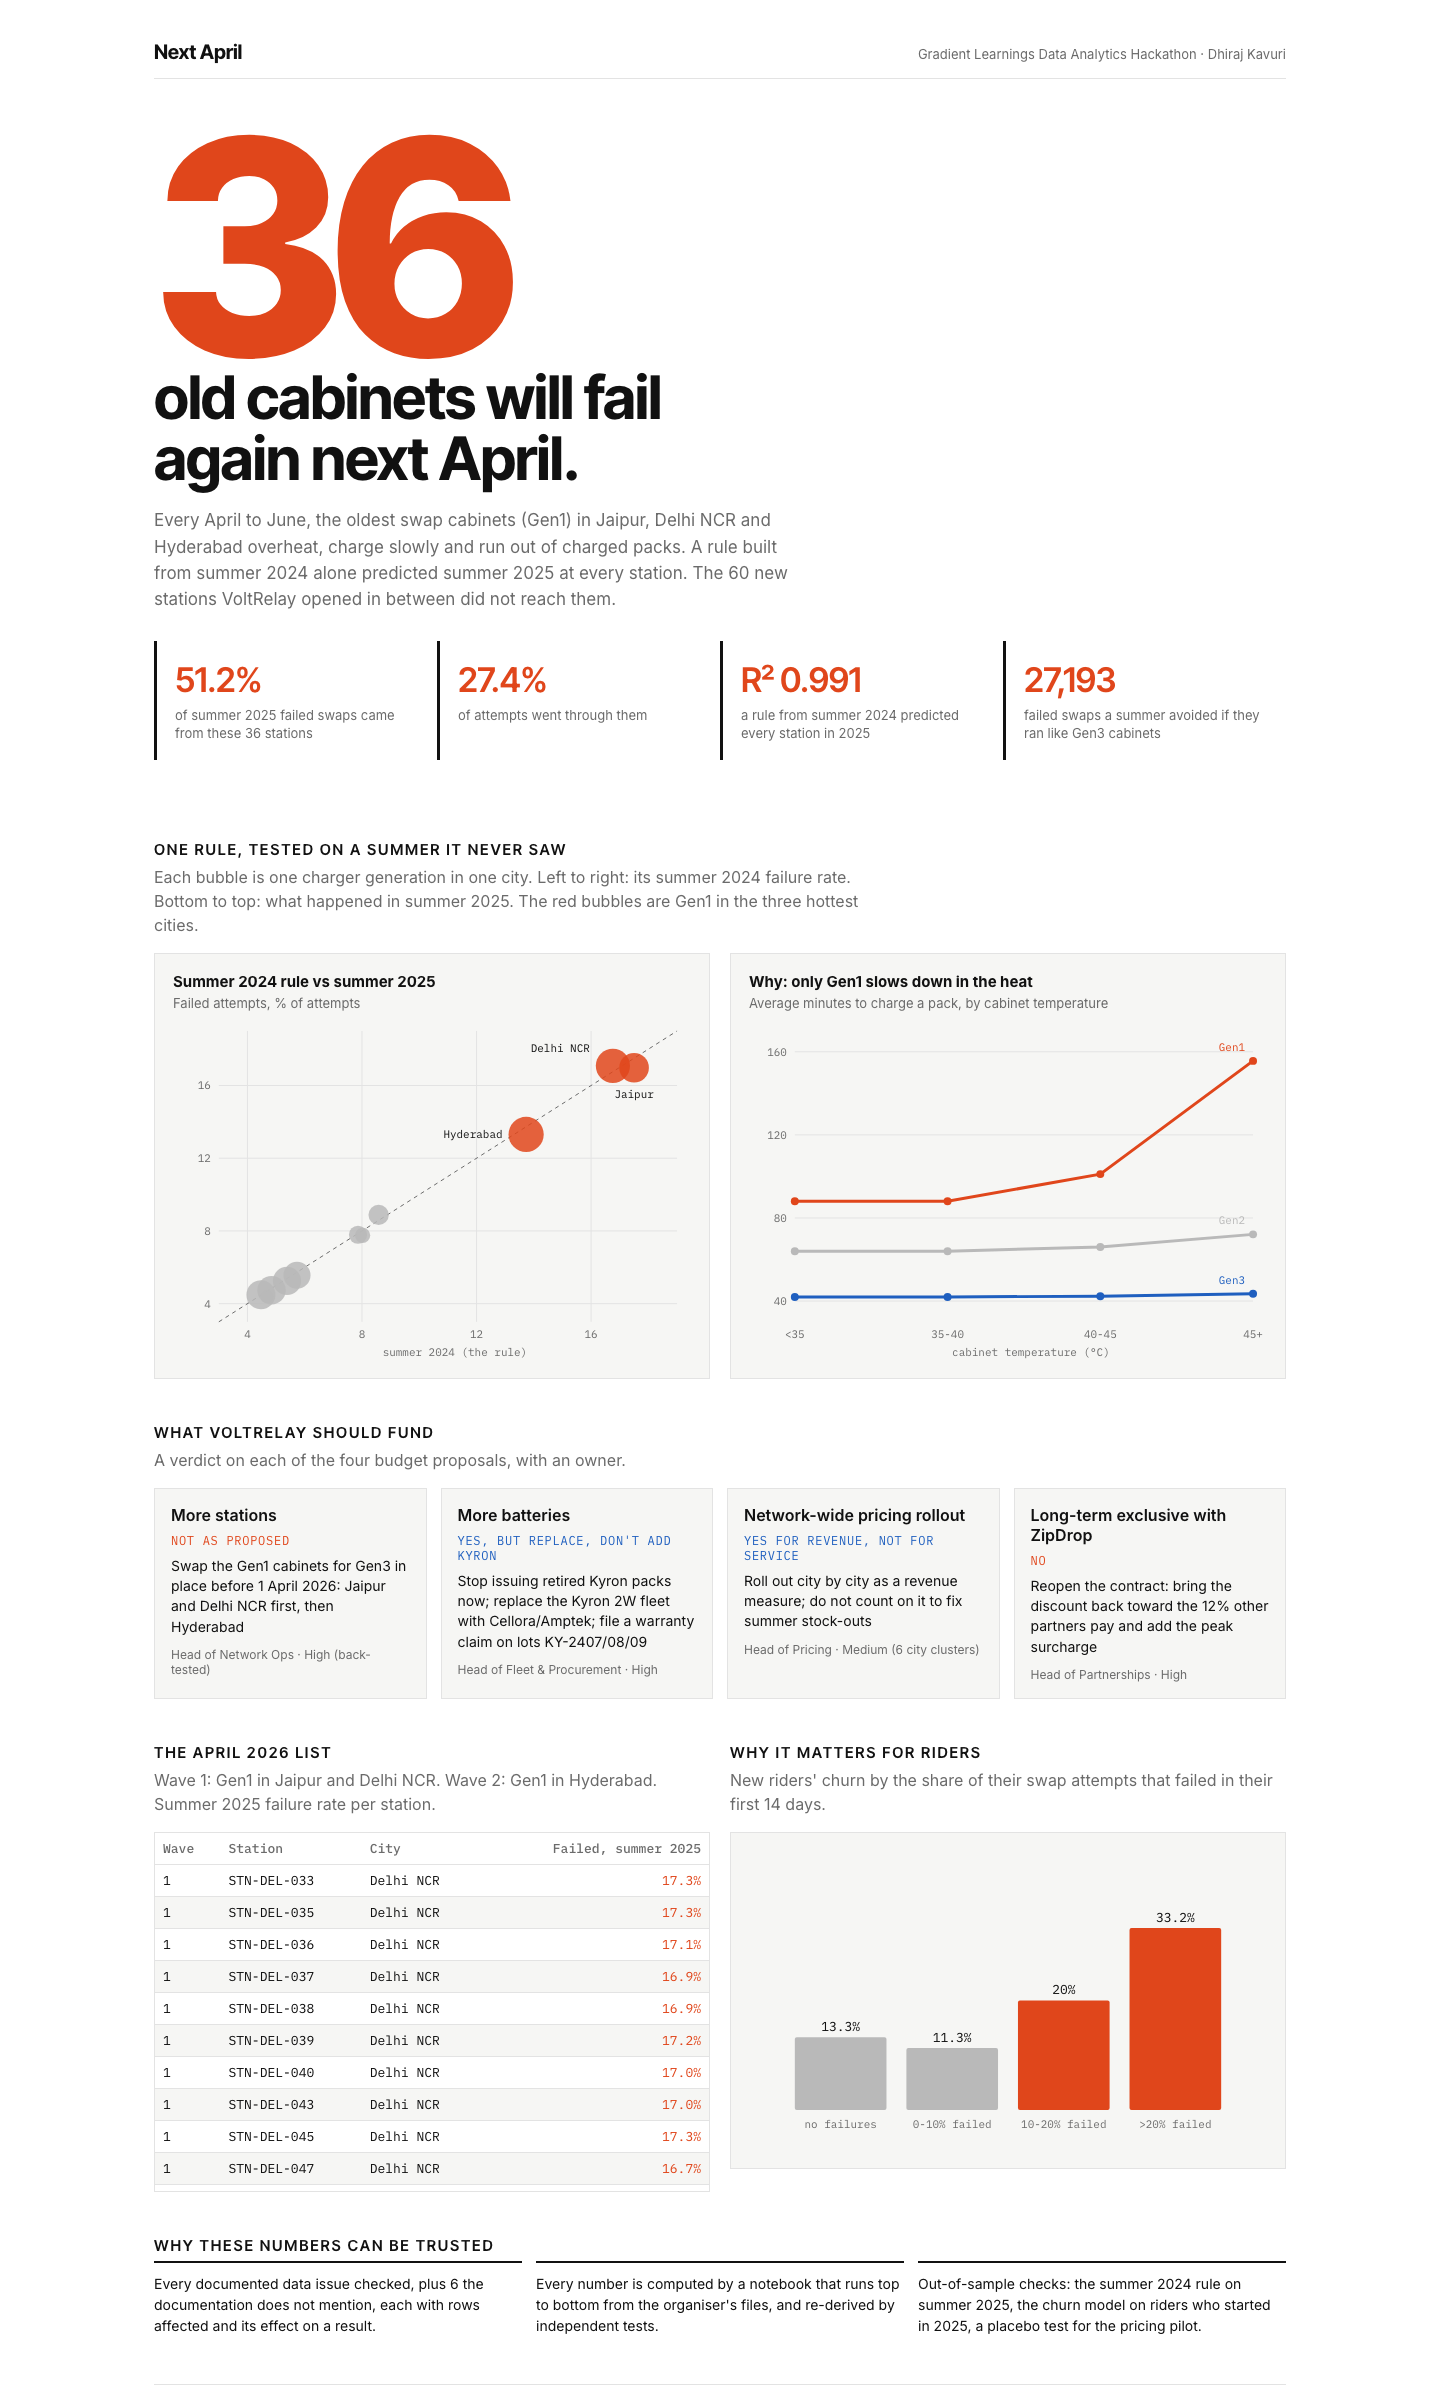 Next April
Gradient Learnings Data Analytics Hackathon · Dhiraj Kavuri
36
old cabinets will fail
again next April.
Every April to June, the oldest swap cabinets (Gen1) in Jaipur, Delhi NCR and
Hyderabad overheat, charge slowly and run out of charged packs. A rule built
from summer 2024 alone predicted summer 2025 at every station. The 60 new
stations VoltRelay opened in between did not reach them.
51.2%
of summer 2025 failed swaps came
from these 36 stations
27.4%
of attempts went through them
R² 0.991
a rule from summer 2024 predicted
every station in 2025
27,193
failed swaps a summer avoided if they
ran like Gen3 cabinets
ONE RULE, TESTED ON A SUMMER IT NEVER SAW
Each bubble is one charger generation in one city. Left to right: its summer 2024 failure rate.
Bottom to top: what happened in summer 2025. The red bubbles are Gen1 in the three hottest
cities.
Summer 2024 rule vs summer 2025
Failed attempts, % of attempts
Delhi NCR
16
Jaipur
Hyderabad
12
8
4
4 8 12 16
summer 2024 (the rule)
Why: only Gen1 slows down in the heat
Average minutes to charge a pack, by cabinet temperature
Gen1
160
120
80
Gen2
Gen3
40
<35 35-40 40-45 45+
cabinet temperature (°C)
WHAT VOLTRELAY SHOULD FUND
A verdict on each of the four budget proposals, with an owner.
More stations
NOT AS PROPOSED
Swap the Gen1 cabinets for Gen3 in
place before 1 April 2026: Jaipur
and Delhi NCR first, then
Hyderabad
Head of Network Ops · High (back-
tested)
More batteries
YES, BUT REPLACE, DON'T ADD
KYRON
Stop issuing retired Kyron packs
now; replace the Kyron 2W fleet
with Cellora/Amptek; file a warranty
claim on lots KY-2407/08/09
Head of Fleet & Procurement · High
Network-wide pricing rollout
YES FOR REVENUE, NOT FOR
SERVICE
Roll out city by city as a revenue
measure; do not count on it to fix
summer stock-outs
Head of Pricing · Medium (6 city clusters)
Long-term exclusive with
ZipDrop
NO
Reopen the contract: bring the
discount back toward the 12% other
partners pay and add the peak
surcharge
Head of Partnerships · High
THE APRIL 2026 LIST
Wave 1: Gen1 in Jaipur and Delhi NCR. Wave 2: Gen1 in Hyderabad.
Summer 2025 failure rate per station.
Wave Station City Failed, summer 2025
1 STN-DEL-033 Delhi NCR 17.3%
1 STN-DEL-035 Delhi NCR 17.3%
1 STN-DEL-036 Delhi NCR 17.1%
1 STN-DEL-037 Delhi NCR 16.9%
1 STN-DEL-038 Delhi NCR 16.9%
1 STN-DEL-039 Delhi NCR 17.2%
1 STN-DEL-040 Delhi NCR 17.0%
1 STN-DEL-043 Delhi NCR 17.0%
1 STN-DEL-045 Delhi NCR 17.3%
1 STN-DEL-047 Delhi NCR 16.7%
WHY IT MATTERS FOR RIDERS
New riders' churn by the share of their swap attempts that failed in their
first 14 days.
33.2%
20%
13.3%
11.3%
no failures 0-10% failed 10-20% failed >20% failed
WHY THESE NUMBERS CAN BE TRUSTED
Every documented data issue checked, plus 6 the
documentation does not mention, each with rows
affected and its effect on a result.
Every number is computed by a notebook that runs top
to bottom from the organiser's files, and re-derived by
independent tests.
Out-of-sample checks: the summer 2024 rule on
summer 2025, the churn model on riders who started
in 2025, a placebo test for the pricing pilot.